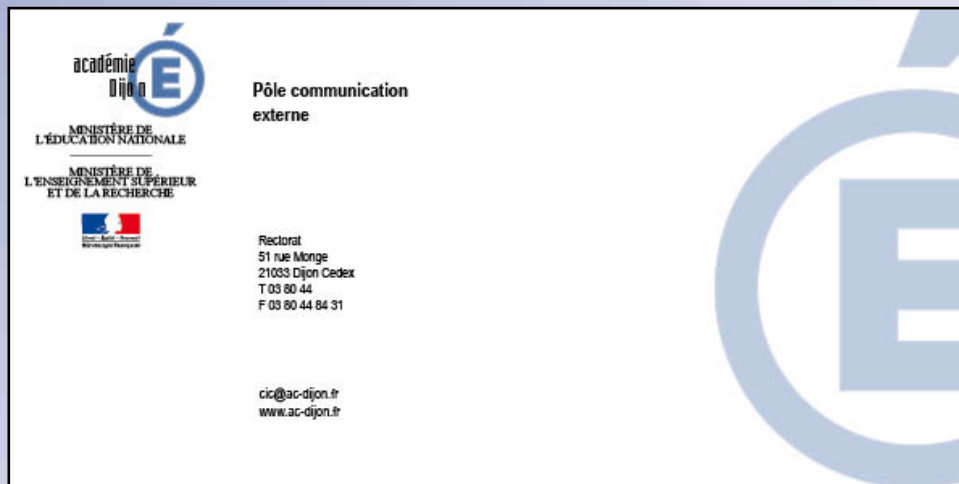 académie
Dijon
É
MINISTÈRE DE
L'ÉDUCATION NATIONALE
MINISTÈRE DE
L'ENSEIGNEMENT SUPÉRIEUR
ET DE LA RECHERCHE
Pôle communication
externe
Rectorat
51 rue Monge
21033 Dijon Cedex
T 03 80 44
F 03 80 44 84 31
cic@ac-dijon.fr
www.ac-dijon.fr
É